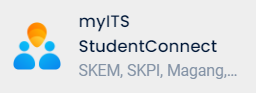 myITS
StudentConnect
SKEM, SKPI, Magang,...